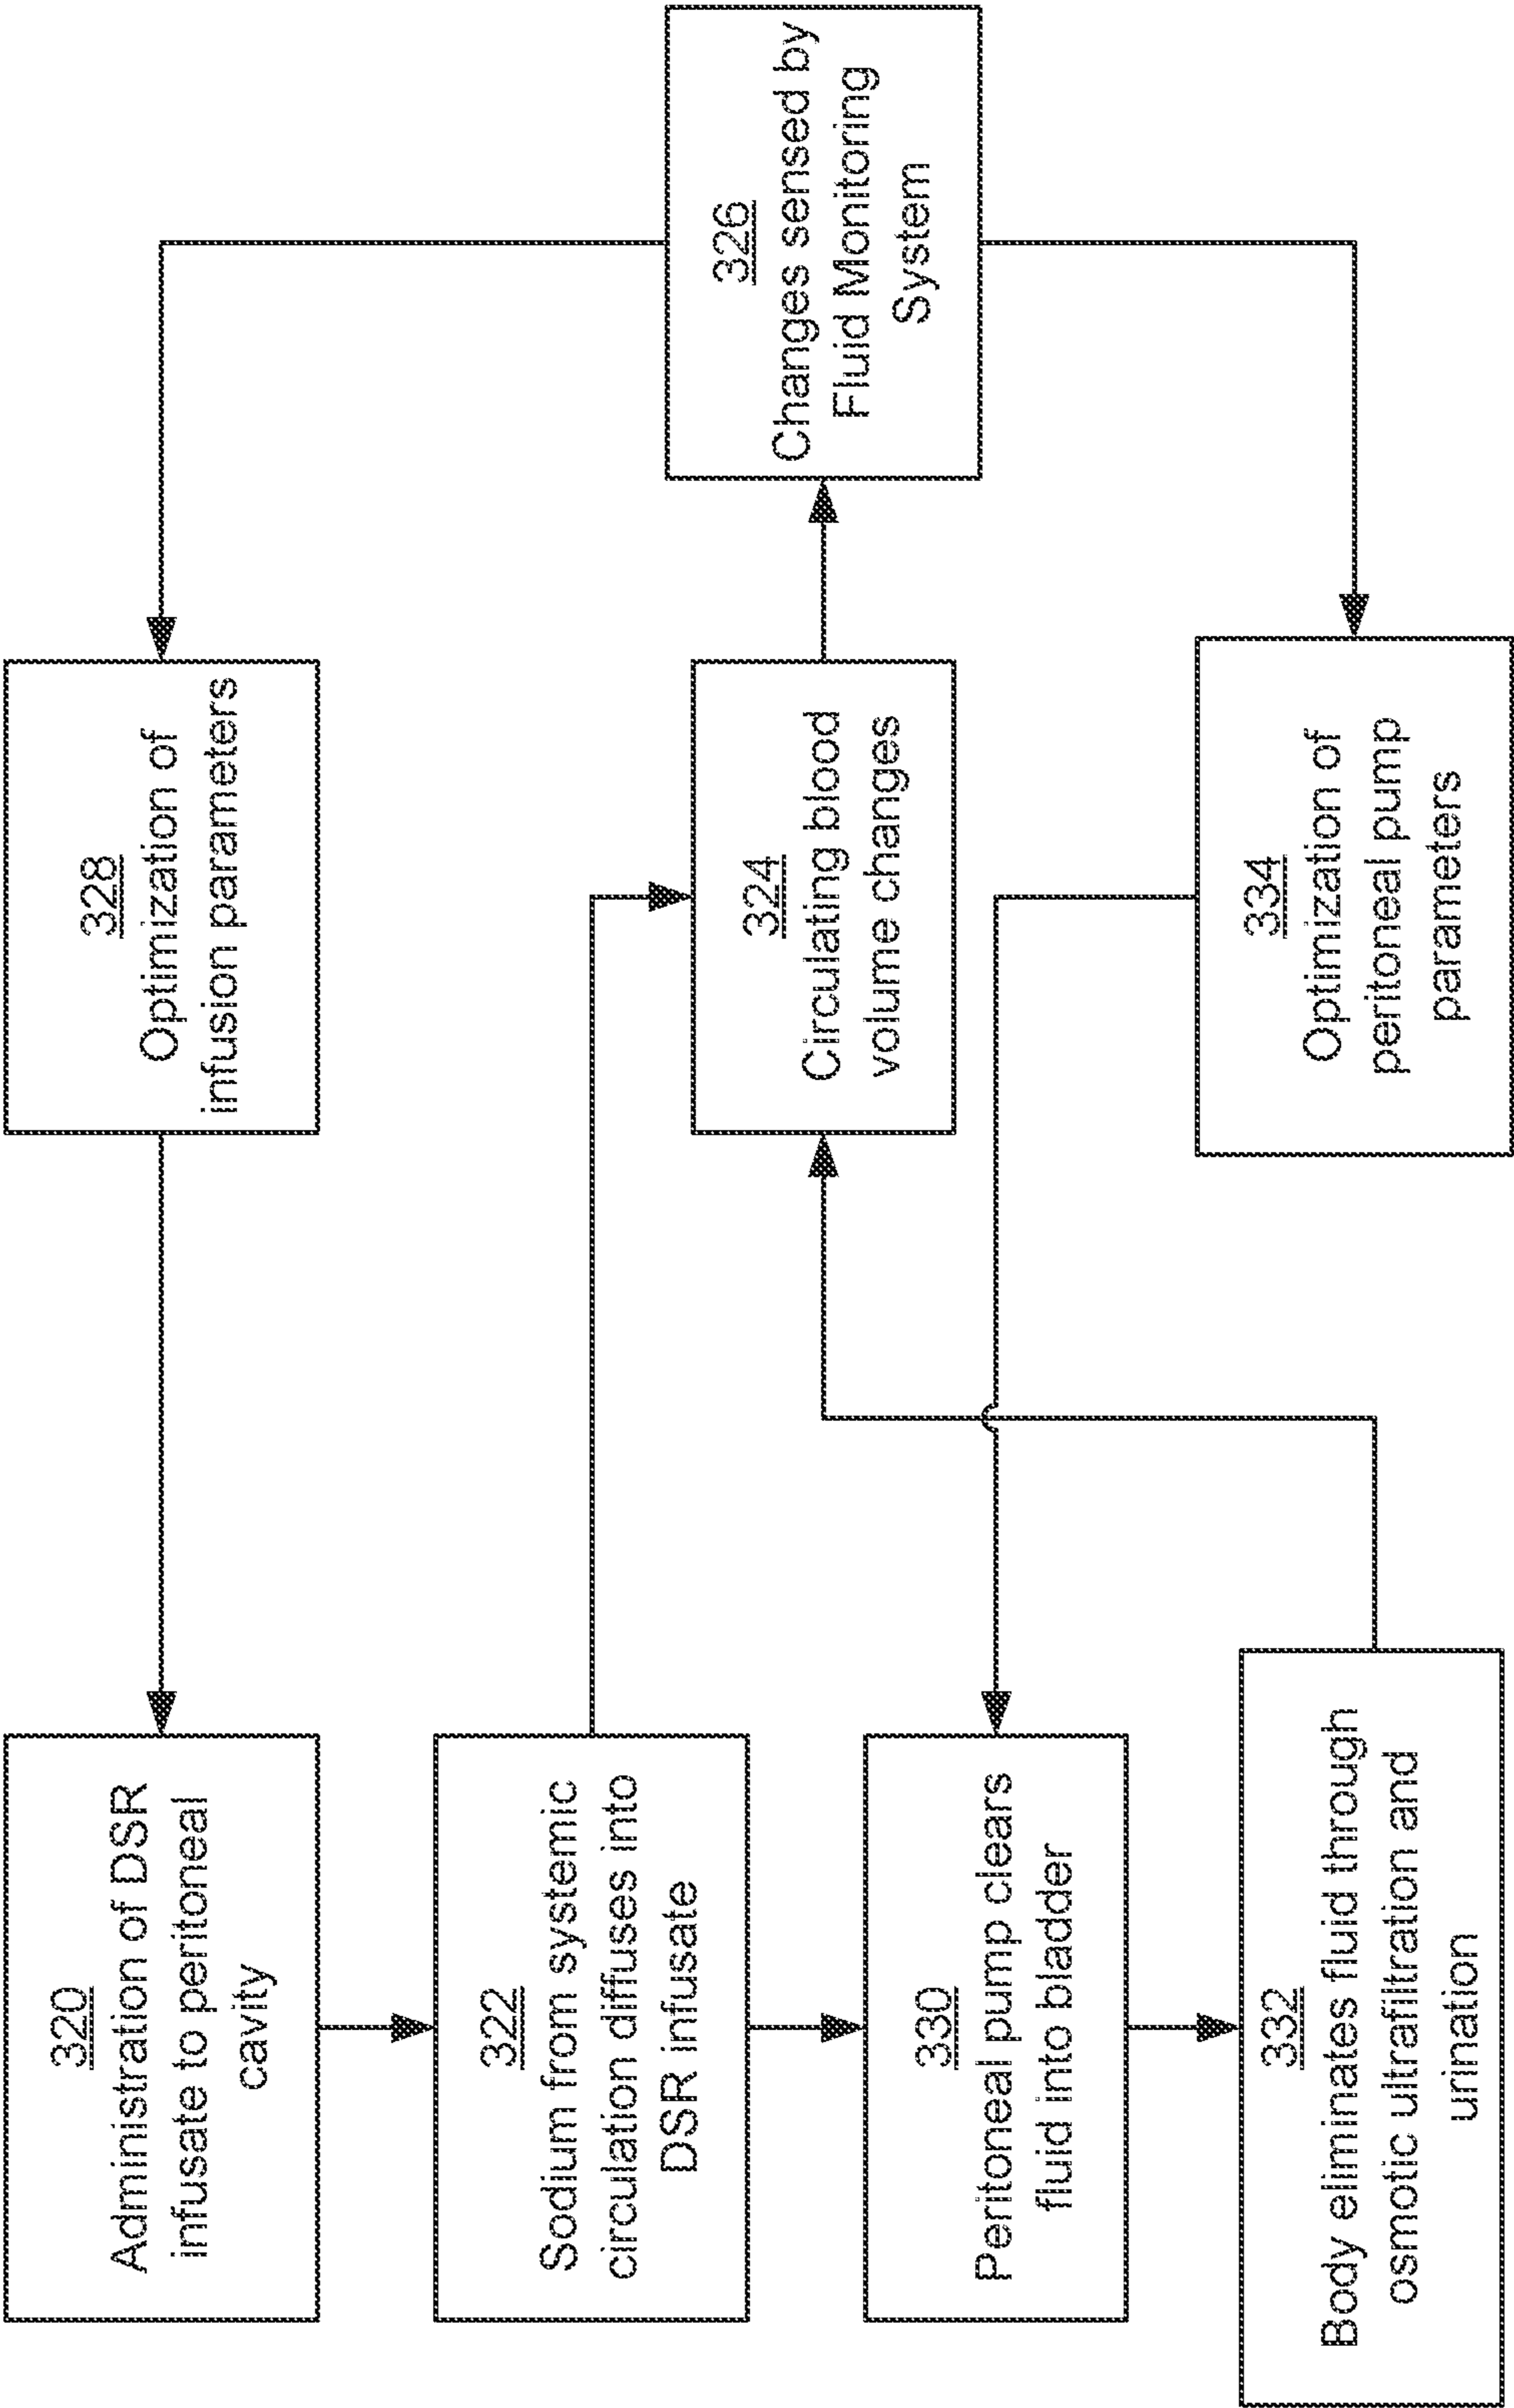 320
Administration of DSR
infusate to peritoneal
cavity
328
Optimization of
infusion parameters
322
Sodium from systemic
circulation diffuses into
DSR infusate
324
Circulating blood
volume changes
326
Changes sensed by
Fluid Monitoring
System
330
Peritoneal pump clears
fluid into bladder
332
Body eliminates fluid through
osmotic ultrafiltration and
urination
334
Optimization of
peritoneal pump
parameters